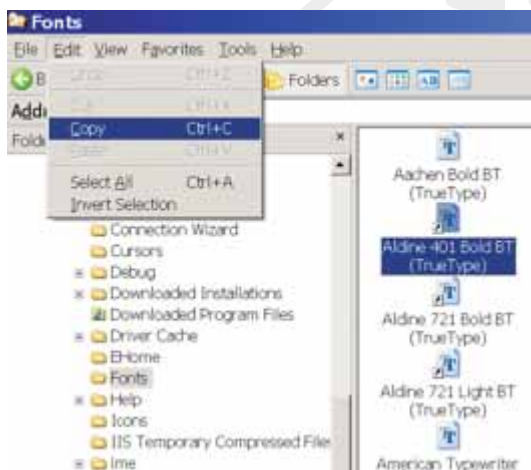 Fonts
File Edit View Favorites Tools Help
B
Folders
Addr
Copy Ctrl+C
Folde
Select All Ctrl+A
Invert Selection
Connection Wizard
Cursors
Debug
Downloaded Installations
Downloaded Program Files
Driver Cache
EHome
Fonts
Help
Icons
IIS Temporary Compressed Files
ime
Aachen Bold BT
(TrueType)
Aldine 401 Bold BT
(TrueType)
Aldine 721 Bold BT
(TrueType)
Aldine 721 Light BT
(TrueType)
American Typewriter